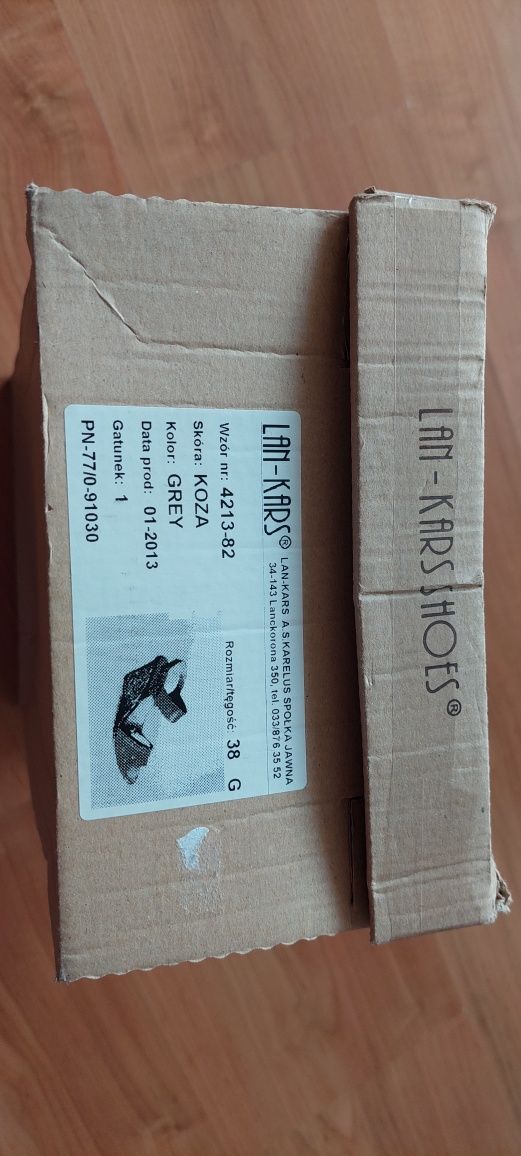 LAN-KARS SHOES®
LAN-KARS®
LAN-KARS A.S.KARELUS SPOŁKA JAWNA
34-143 Lanckorona 350, tel. 033/876 35 52
Wzór nr: 4213-82
Rozmiar/tęgość: 38 G
Skóra: KOZA
Kolor: GREY
Data prod: 01-2013
Gatunek: 1
PN-77/0-91030